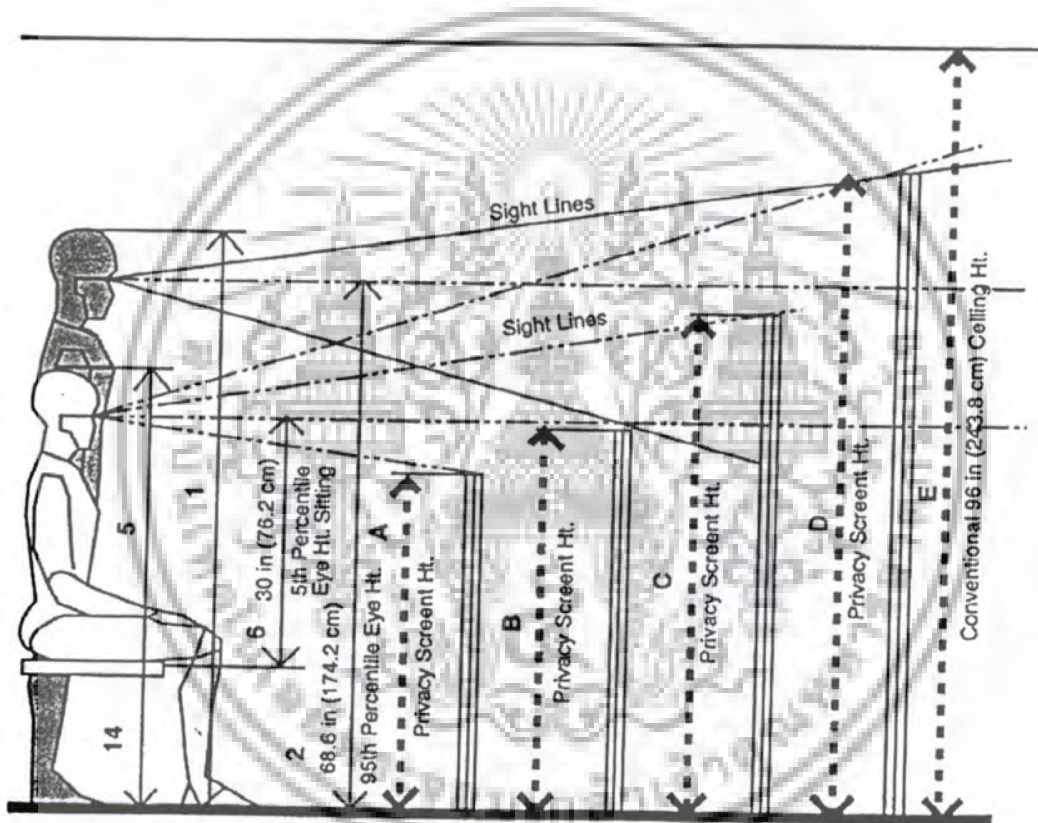 14
5
1
30 in (76.2 cm)
5th Percentile
Eye Ht. Sitting
6
2
68.6 in (174.2 cm)
95th Percentile Eye Ht.
A
Privacy Screent Ht.
Sight Lines
Sight Lines
B
Privacy Screent Ht.
C
Privacy Screent Ht.
D
Privacy Screent Ht.
E
Conventional 96 in (243.8 cm) Celling Ht.